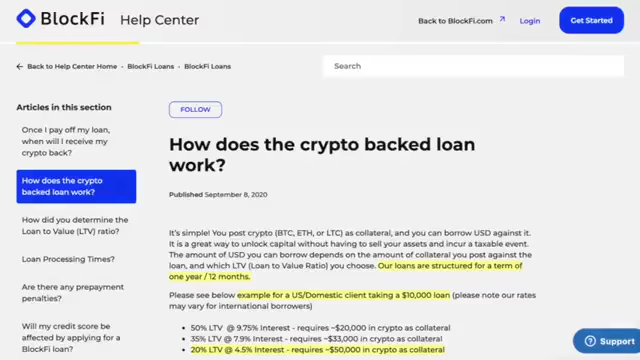 BlockFi Help Center
Back to BlockFi.com
Login
Get Started
Back to Help Center Home • BlockFi Loans • BlockFi Loans
Search
Articles in this section
Once I pay off my loan,
when will I receive my
crypto back?
How does the crypto
backed loan work?
How did you determine the
Loan to Value (LTV) ratio?
Loan Processing Times?
Are there any prepayment
penalties?
Will my credit score be
affected by applying for a
BlockFi loan?
FOLLOW
How does the crypto backed loan
work?
Published September 8, 2020
It's simple! You post crypto (BTC, ETH, or LTC) as collateral, and you can borrow USD against it.
It is a great way to unlock capital without having to sell your assets and incur a taxable event.
The amount of USD you can borrow depends on the amount of collateral you post against the
loan, and which LTV (Loan to Value Ratio) you choose. Our loans are structured for a term of
one year / 12 months.
Please see below example for a US/Domestic client taking a $10,000 loan (please note our rates
may vary for international borrowers)
• 50% LTV @ 9.75% Interest - requires ~$20,000 in crypto as collateral
• 35% LTV @ 7.9% Interest - requires ~$33,000 in crypto as collateral
• 20% LTV @ 4.5% Interest - requires ~$50,000 in crypto as collateral
Support